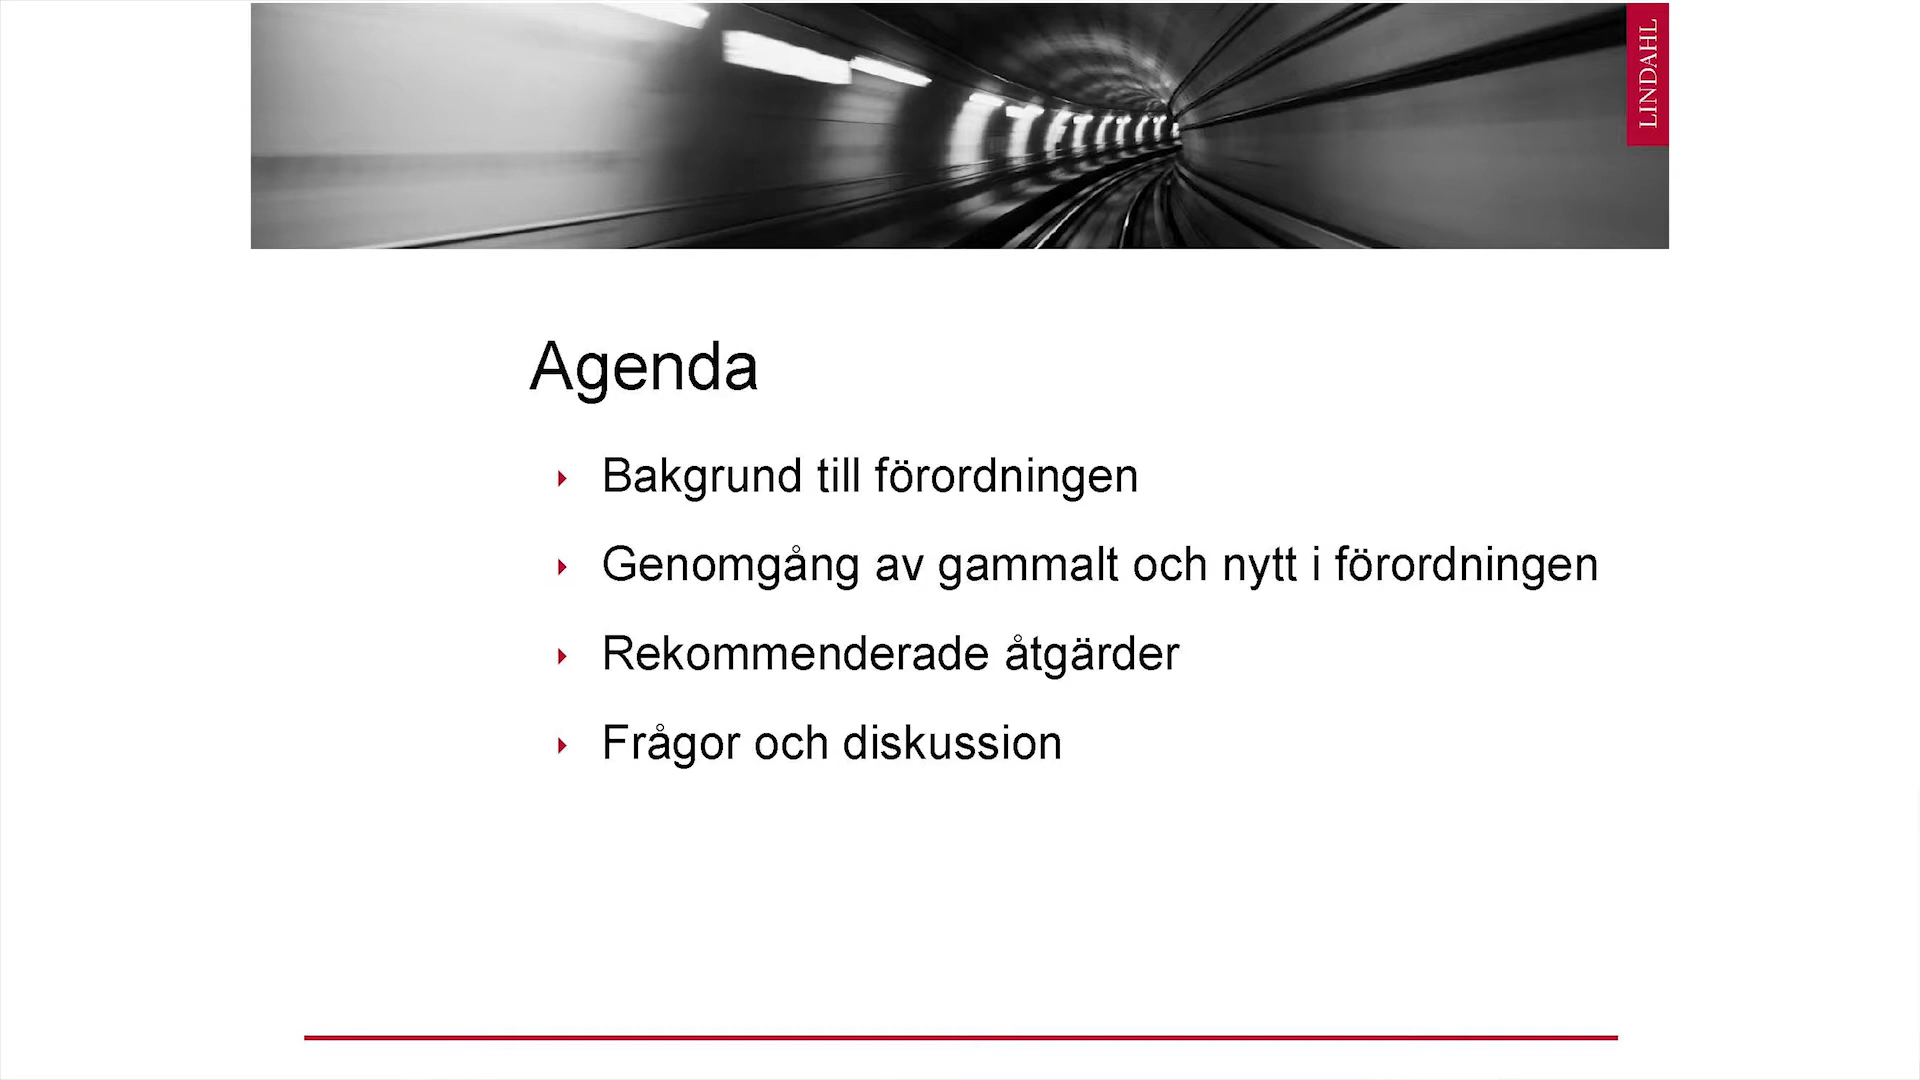 LINDAHL
Agenda
Bakgrund till förordningen
Genomgång av gammalt och nytt i förordningen
Rekommenderade åtgärder
Frågor och diskussion